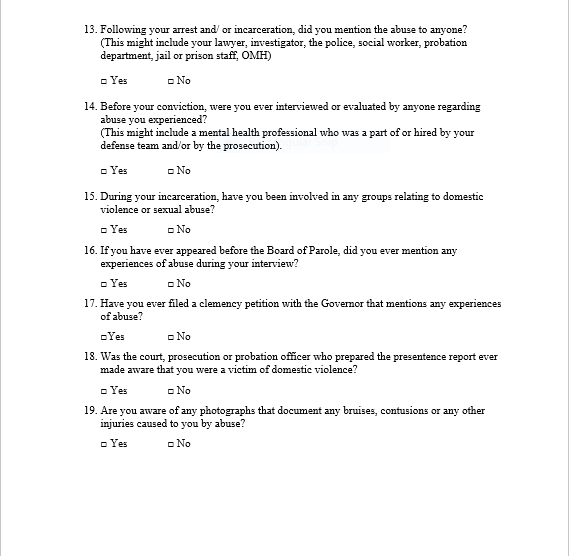 13. Following your arrest and/ or incarceration, did you mention the abuse to anyone?
(This might include your lawyer, investigator, the police, social worker, probation
department, jail or prison staff, OMH)
□ Yes □ No
14. Before your conviction, were you ever interviewed or evaluated by anyone regarding
abuse you experienced?
(This might include a mental health professional who was a part of or hired by your
defense team and/or by the prosecution).
□ Yes □ No
15. During your incarceration, have you been involved in any groups relating to domestic
violence or sexual abuse?
□ Yes □ No
16. If you have ever appeared before the Board of Parole, did you ever mention any
experiences of abuse during your interview?
□ Yes □ No
17. Have you ever filed a clemency petition with the Governor that mentions any experiences
of abuse?
□Yes □ No
18. Was the court, prosecution or probation officer who prepared the presentence report ever
made aware that you were a victim of domestic violence?
□ Yes □ No
19. Are you aware of any photographs that document any bruises, contusions or any other
injuries caused to you by abuse?
□ Yes □ No